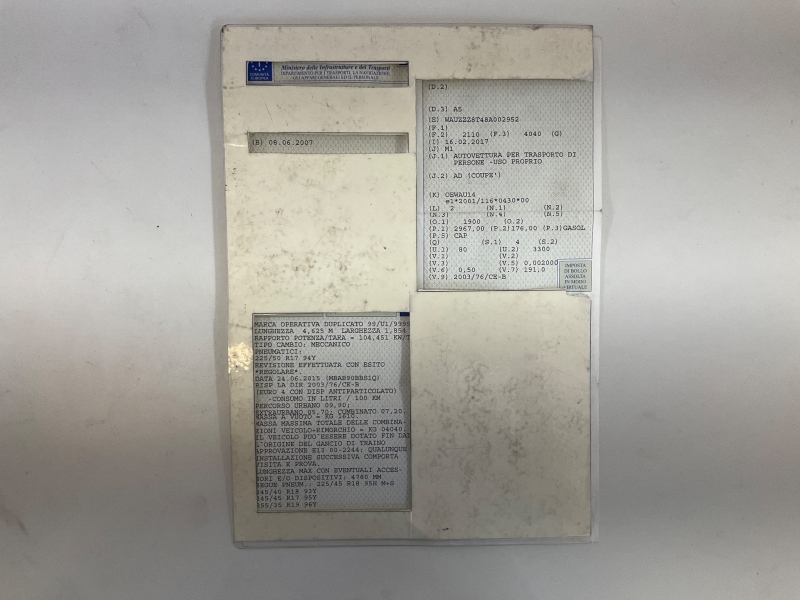 COMUNITÀ
EUROPEA
Ministero delle Infrastrutture e dei Trasporti
DIPARTIMENTO PER I TRASPORTI, LA NAVIGAZIONE,
GLI AFFARI GENERALI ED IL PERSONALE
(B) 08.06.2007
(D.2)
(D.3) A5
(E) WAUZZZ8T48A002952
(F.1)
(F.2) 2110 (F.3) 4040 (G)
(I) 16.02.2017
(J) M1
(J.1) AUTOVETTURA PER TRASPORTO DI
PERSONE -USO PROPRIO
(J.2) AD (COUPE')
(K) OEWAU14
e1*2001/116*0430*00
(L) 2 (N.1) (N.2)
(N.3) (N.4) (N.5)
(O.1) 1900 (O.2)
(P.1) 2967,00 (P.2)176,00 (P.3)GASOL
(P.5) CAP
(Q) (S.1) 4 (S.2)
(U.1) 80 (U.2) 3300
(V.1) (V.2)
(V.3) (V.5) 0,002000
(V.6) 0,50 (V.7) 191,0
(V.9) 2003/76/CE-B
IMPOSTA
DI BOLLO
ASSOLTA
IN MODO
VIRTUALE
MARCA OPERATIVA DUPLICATO 99/U1/9999
LUNGHEZZA 4,625 M LARGHEZZA 1,854
RAPPORTO POTENZA/TARA = 104,451 KW/T
TIPO CAMBIO: MECCANICO
PNEUMATICI:
225/50 R17 94Y
REVISIONE EFFETTUATA CON ESITO
*REGOLARE*.
DATA 24.06.2015 (MBAB90BBS1Q)
RISP LA DIR 2003/76/CE-B
(EURO 4 CON DISP ANTIPARTICOLATO)
-CONSUMO IN LITRI / 100 KM
PERCORSO URBANO 09,90;
EXTRAURBANO 05,70; COMBINATO 07,20.
MASSA A VUOTO = KG 1610.
MASSA MASSIMA TOTALE DELLE COMBINA-
ZIONI VEICOLO+RIMORCHIO = KG 04040.
IL VEICOLO PUO'ESSERE DOTATO FIN DAL
L'ORIGINE DEL GANCIO DI TRAINO
APPROVAZIONE E13 00-2244; QUALUNQUE
INSTALLAZIONE SUCCESSIVA COMPORTA
VISITA E PROVA.
LUNGHEZZA MAX CON EVENTUALI ACCES-
SORI E/O DISPOSITIVI: 4760 MM
SEGUE PNEUM.: 225/45 R18 95H M+S
245/40 R18 93Y
245/45 R17 95Y
255/35 R19 96Y